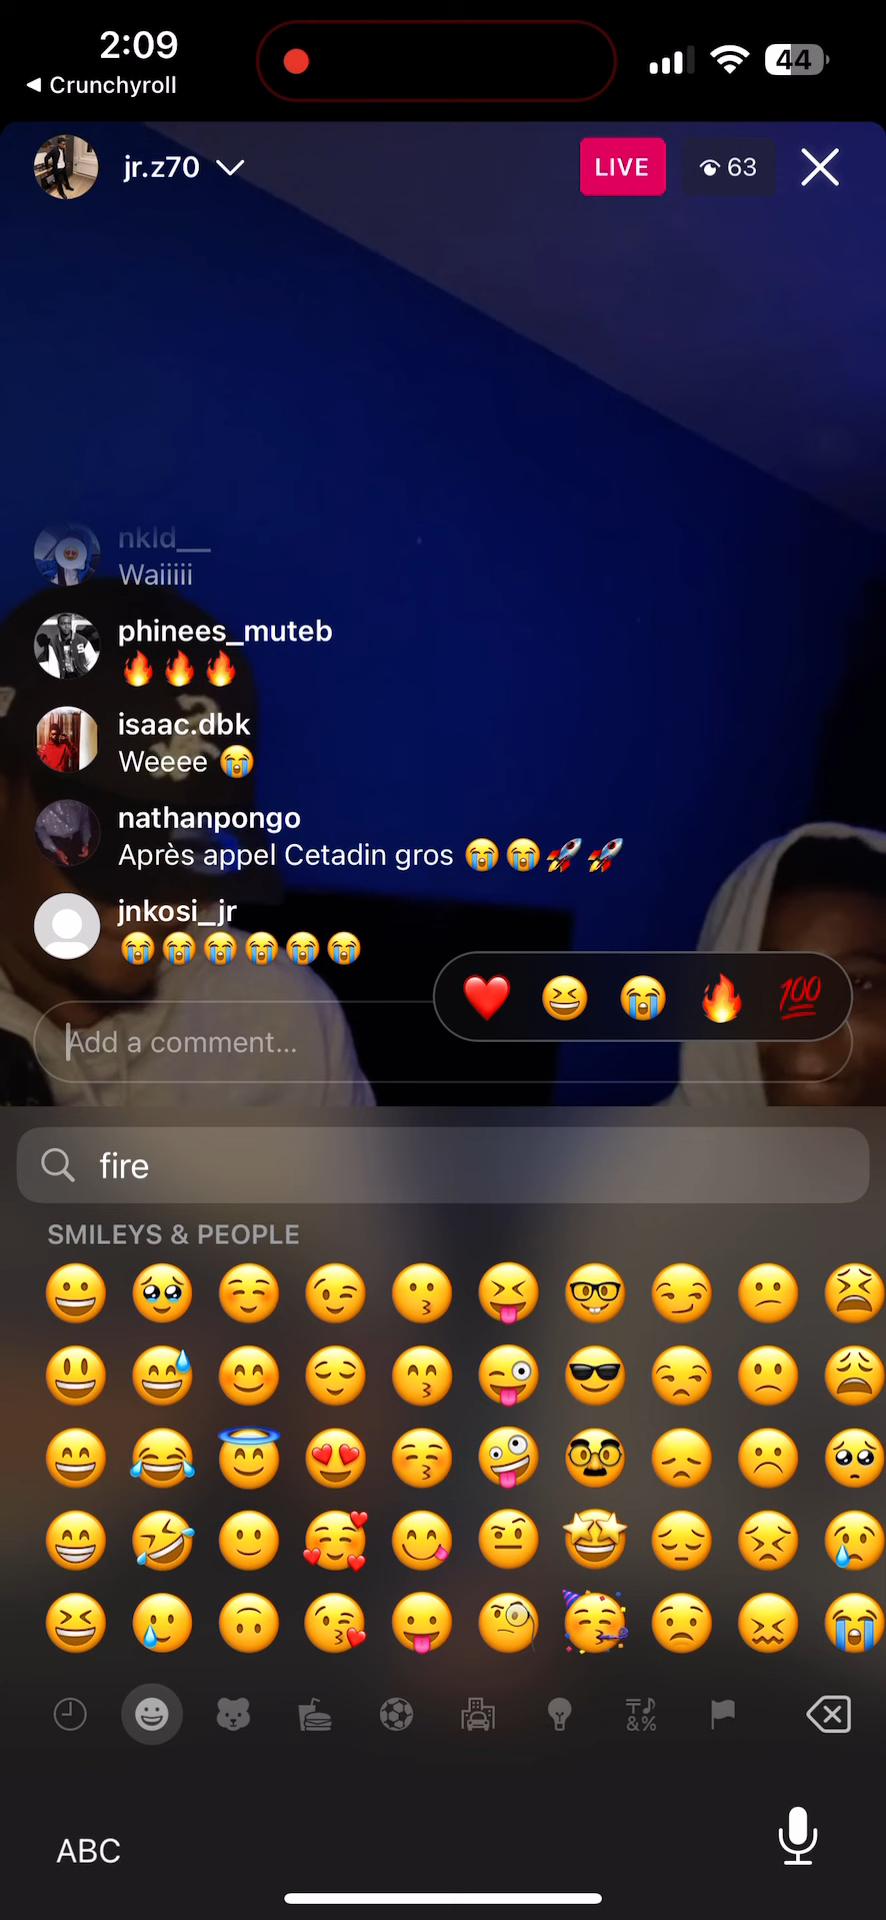 2:09
44
◀ Crunchyroll
jr.z70
LIVE
63
nkld__
Waiiiii
phinees_muteb
🔥🔥🔥
isaac.dbk
Weeee 😭
nathanpongo
Après appel Cetadin gros 😭😭🚀🚀
jnkosi_jr
😭😭😭😭😭😭
Add a comment...
fire
SMILEYS & PEOPLE
ABC